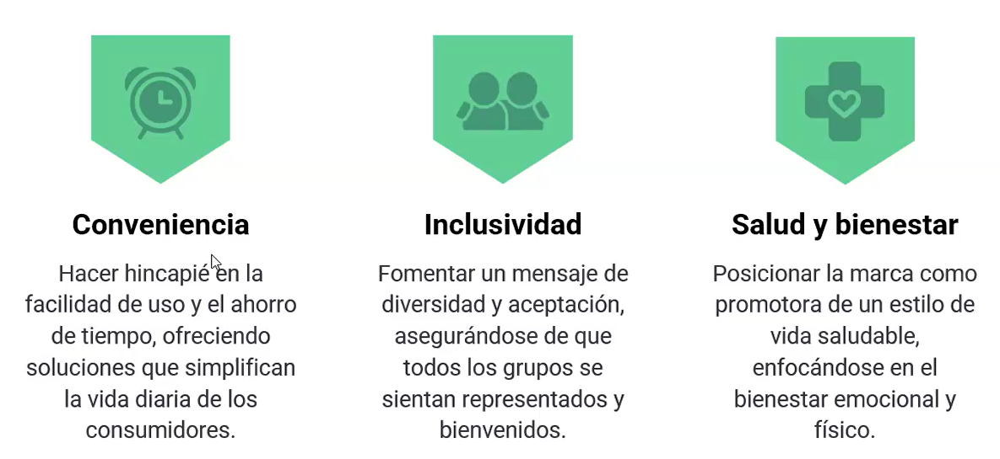 Conveniencia
Hacer hincapié en la
facilidad de uso y el ahorro
de tiempo, ofreciendo
soluciones que simplifican
la vida diaria de los
consumidores.
Inclusividad
Fomentar un mensaje de
diversidad y aceptación,
asegurándose de que
todos los grupos se
sientan representados y
bienvenidos.
Salud y bienestar
Posicionar la marca como
promotora de un estilo de
vida saludable,
enfocándose en el
bienestar emocional y
físico.